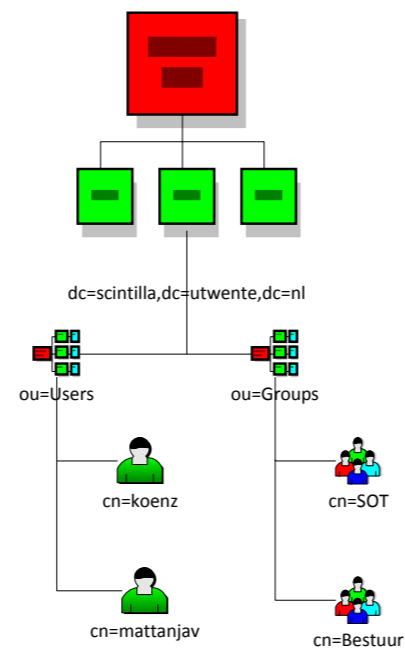 dc=scintilla,dc=utwente,dc=nl
ou=Users
ou=Groups
cn=koenz
cn=SOT
cn=mattanjav
cn=Bestuur